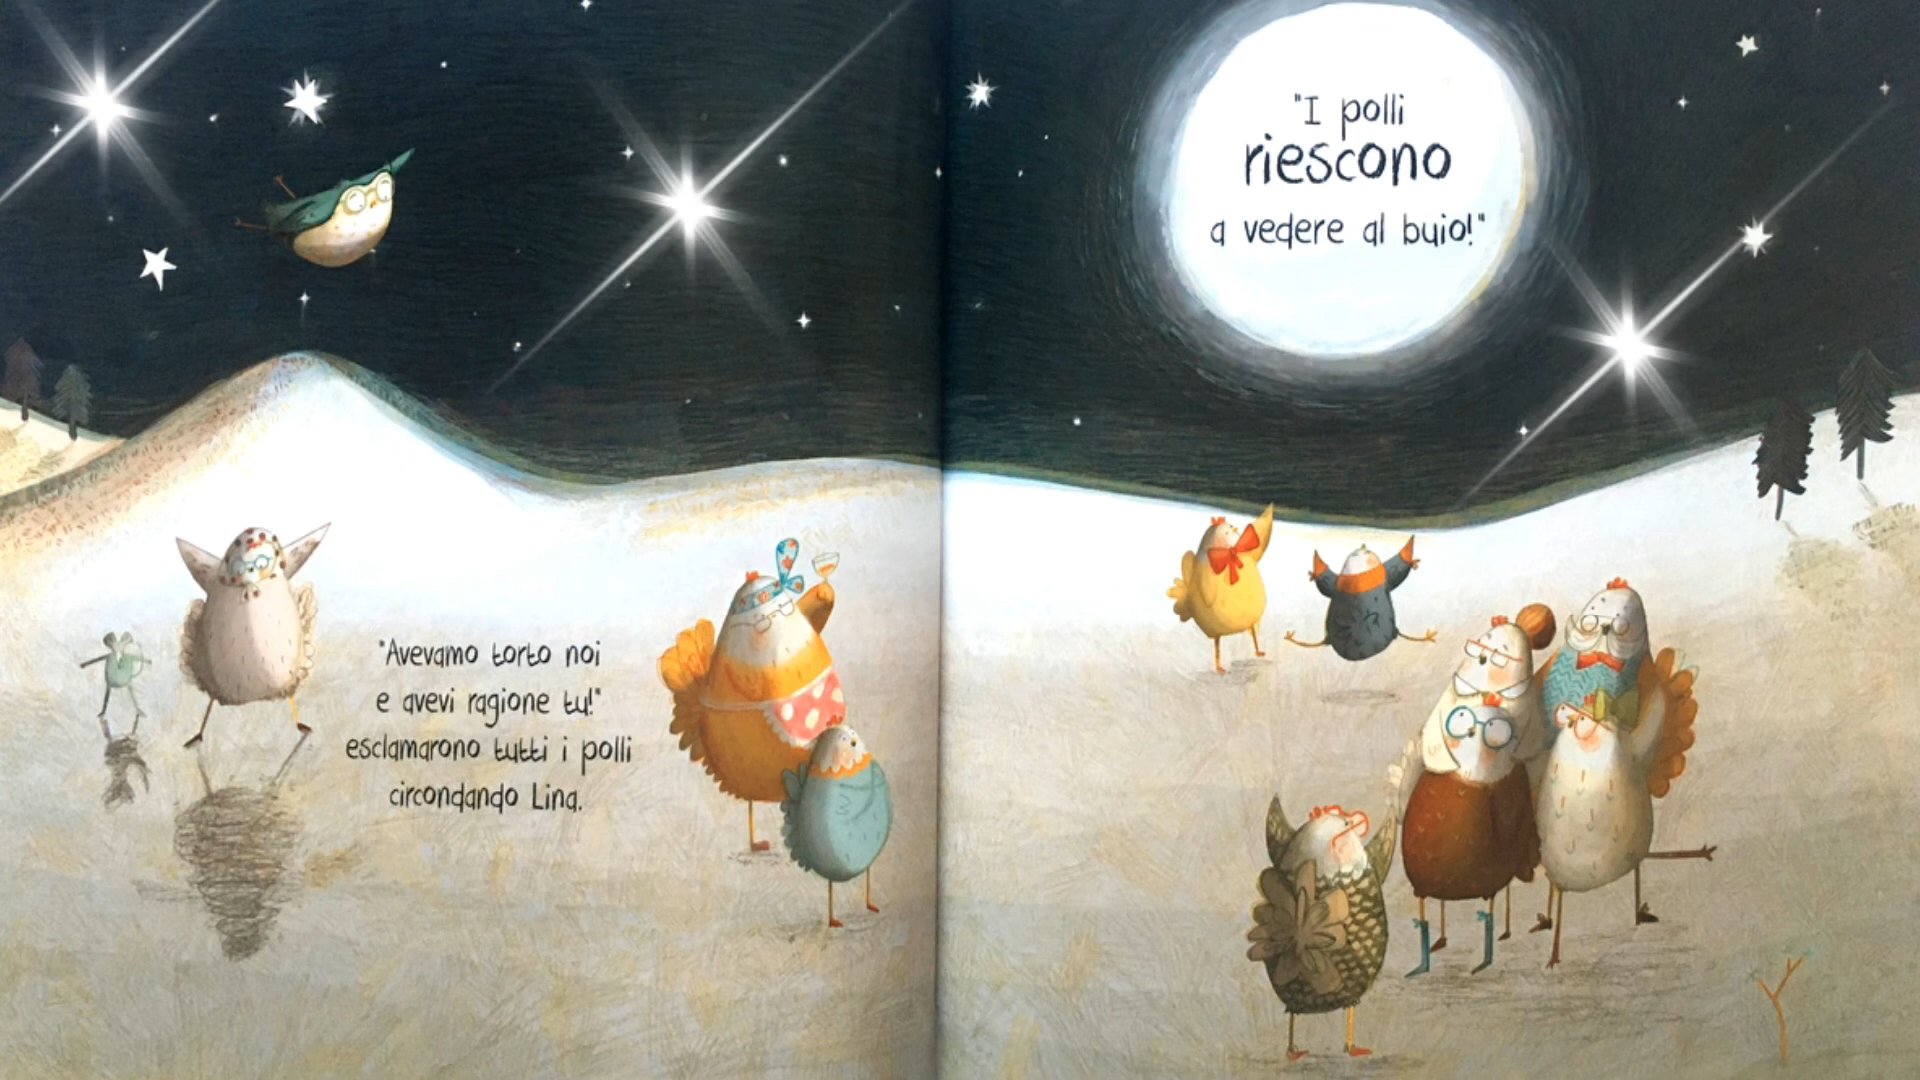 "Avevamo torto noi
e avevi ragione tu!"
esclamarono tutti i polli
circondando Lina.
"I polli
riescono
a vedere al buio!"